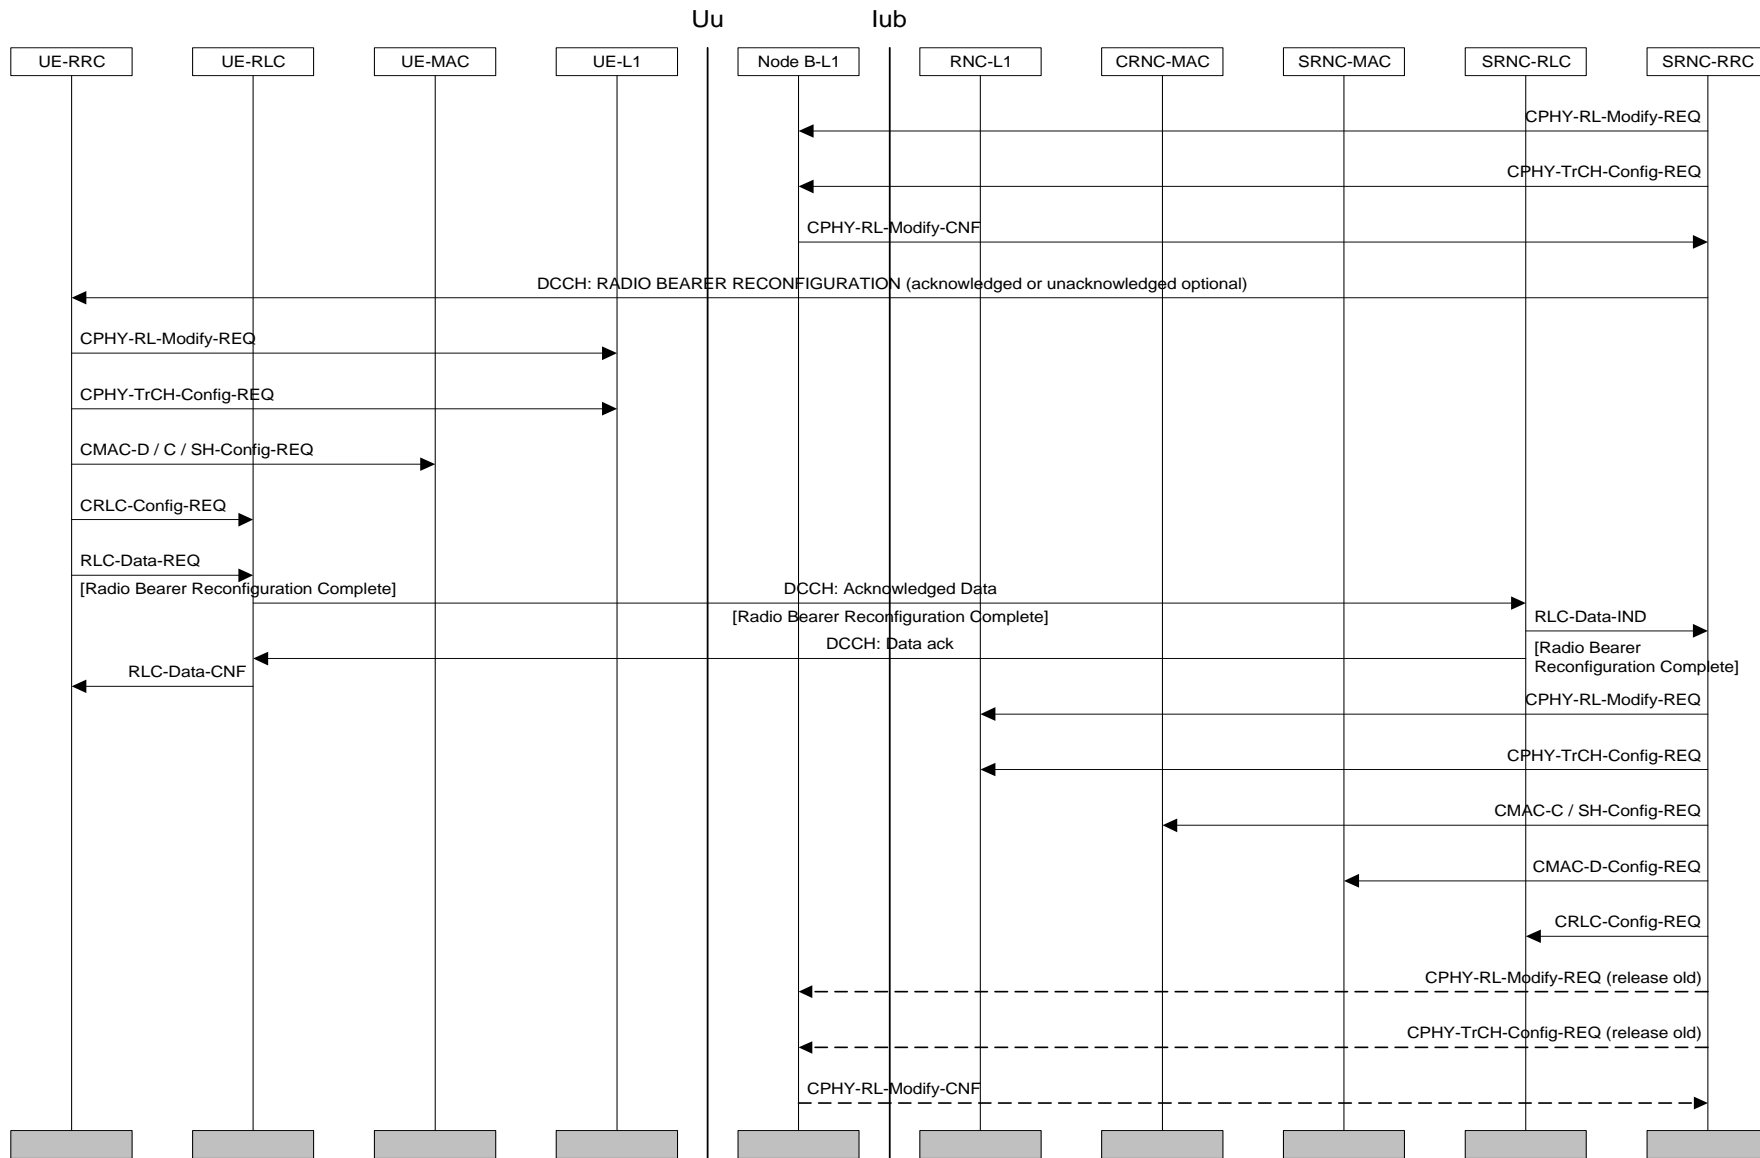 Uu
Iub
UE-RRC
UE-RLC
UE-MAC
UE-L1
Node B-L1
RNC-L1
CRNC-MAC
SRNC-MAC
SRNC-RLC
SRNC-RRC
CPHY-RL-Modify-REQ
CPHY-TrCH-Config-REQ
CPHY-RL-Modify-CNF
DCCH: RADIO BEARER RECONFIGURATION (acknowledged or unacknowledged optional)
CPHY-RL-Modify-REQ
CPHY-TrCH-Config-REQ
CMAC-D / C / SH-Config-REQ
CRLC-Config-REQ
RLC-Data-REQ
[Radio Bearer Reconfiguration Complete]
DCCH: Acknowledged Data
[Radio Bearer Reconfiguration Complete]
RLC-Data-IND
DCCH: Data ack
[Radio Bearer
Reconfiguration Complete]
RLC-Data-CNF
CPHY-RL-Modify-REQ
CPHY-TrCH-Config-REQ
CMAC-C / SH-Config-REQ
CMAC-D-Config-REQ
CRLC-Config-REQ
CPHY-RL-Modify-REQ (release old)
CPHY-TrCH-Config-REQ (release old)
CPHY-RL-Modify-CNF